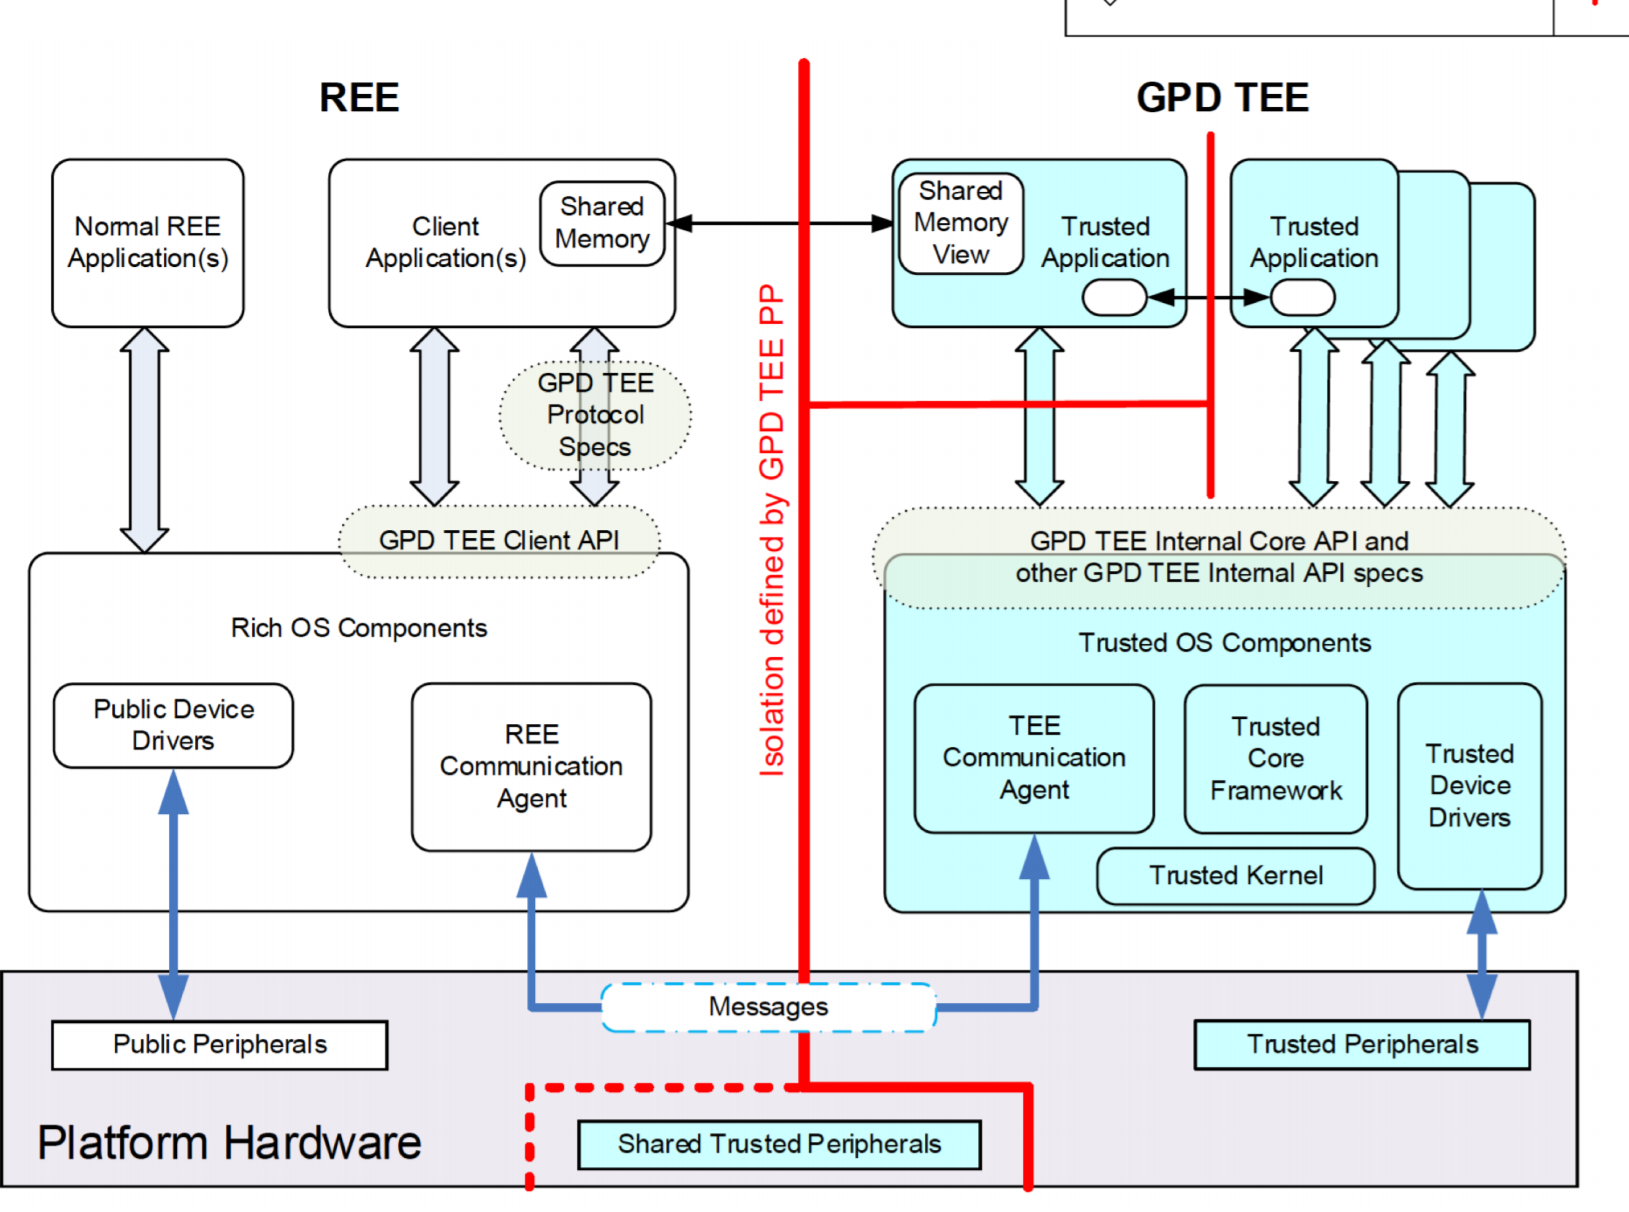 REE
GPD TEE
Normal REE
Application(s)
Client
Application(s)
Shared
Memory
Shared
Memory
View
Trusted
Application
Trusted
Application
GPD TEE
Protocol
Specs
Isolation defined by GPD TEE PP
GPD TEE Client API
GPD TEE Internal Core API and
other GPD TEE Internal API specs
Rich OS Components
Trusted OS Components
Public Device
Drivers
REE
Communication
Agent
TEE
Communication
Agent
Trusted
Core
Framework
Trusted
Device
Drivers
Trusted Kernel
Messages
Public Peripherals
Trusted Peripherals
Platform Hardware
Shared Trusted Peripherals